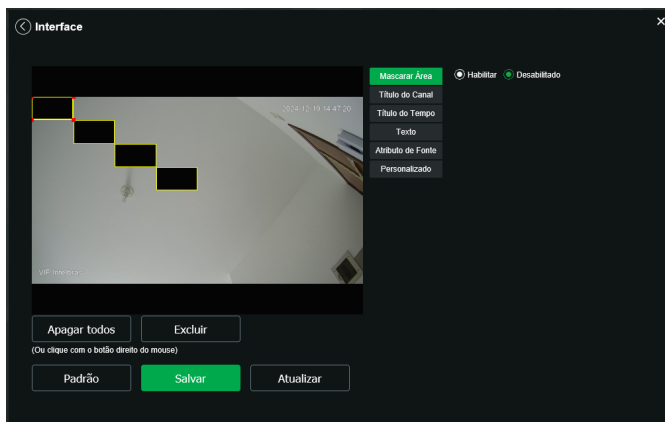 Interface
Mascarar Área
Habilitar
Desabilitado
Título do Canal
Título do Tempo
Texto
Atributo de Fonte
Personalizado
2024-12-19 14:47:20
VIP Intelbras
Apagar todos
Excluir
(Ou clique com o botão direito do mouse)
Padrão
Salvar
Atualizar